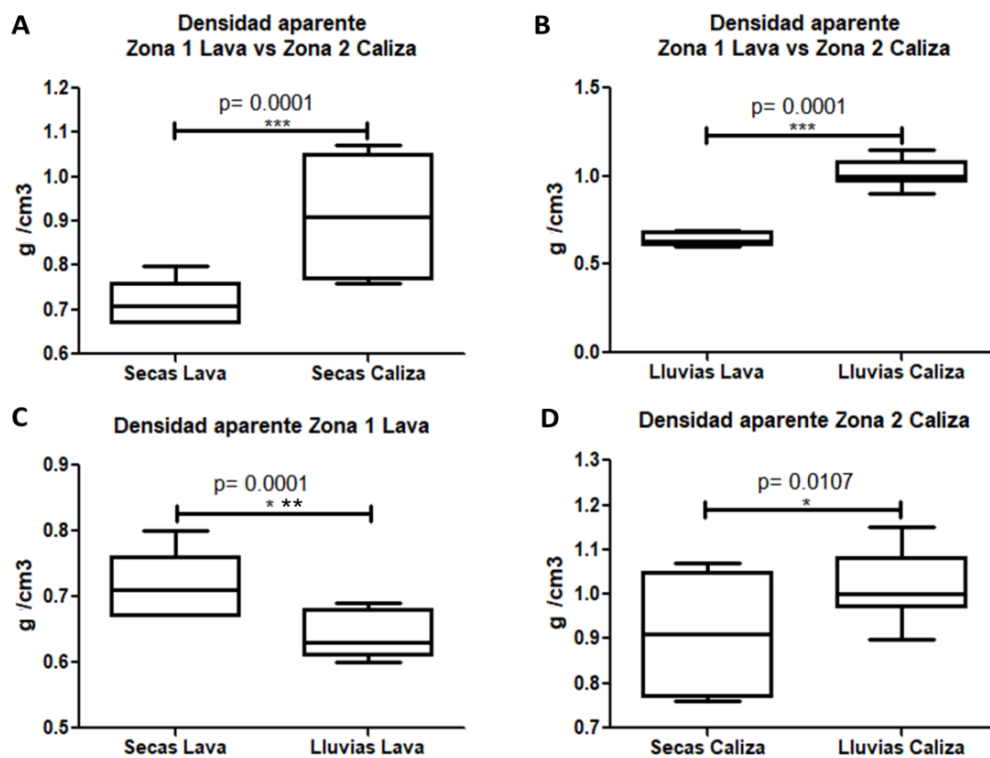 A
Densidad aparente
Zona 1 Lava vs Zona 2 Caliza
1.2
1.1
1.0
0.9
0.8
0.7
0.6
g /cm3
p= 0.0001
***
Secas Lava
Secas Caliza
B
Densidad aparente
Zona 1 Lava vs Zona 2 Caliza
1.5
1.0
0.5
0.0
g /cm3
p= 0.0001
***
Lluvias Lava
Lluvias Caliza
C
Densidad aparente Zona 1 Lava
0.9
0.8
0.7
0.6
0.5
g /cm3
p= 0.0001
* **
Secas Lava
Lluvias Lava
D
Densidad aparente Zona 2 Caliza
1.3
1.2
1.1
1.0
0.9
0.8
0.7
g /cm3
p= 0.0107
*
Secas Caliza
Lluvias Caliza